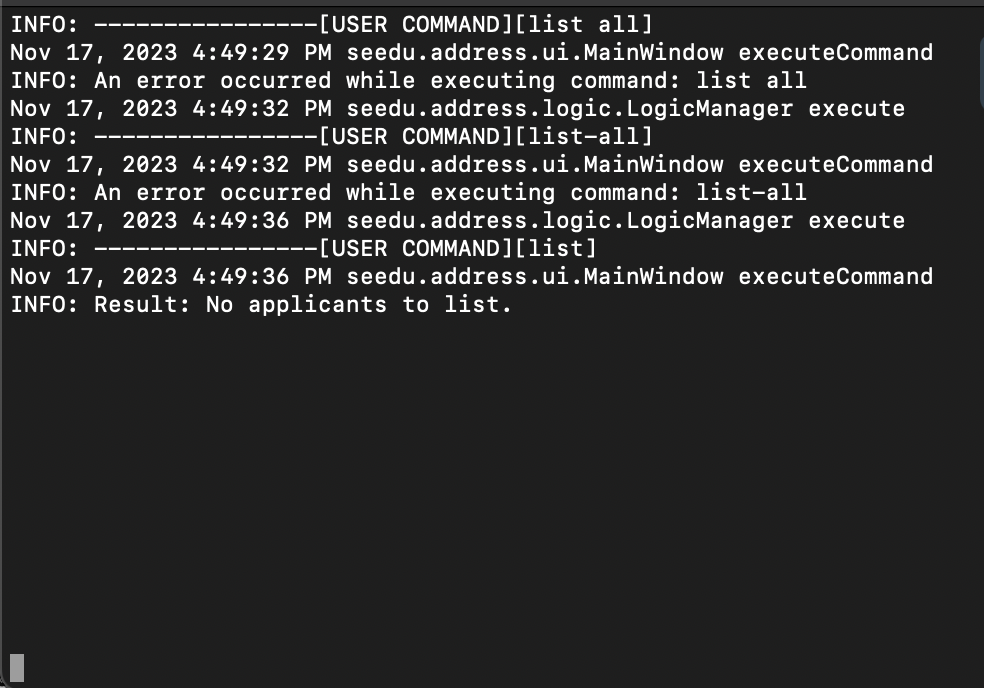 INFO: ----------------[USER COMMAND][list all]
Nov 17, 2023 4:49:29 PM seedu.address.ui.MainWindow executeCommand
INFO: An error occurred while executing command: list all
Nov 17, 2023 4:49:32 PM seedu.address.logic.LogicManager execute
INFO: ----------------[USER COMMAND][list-all]
Nov 17, 2023 4:49:32 PM seedu.address.ui.MainWindow executeCommand
INFO: An error occurred while executing command: list-all
Nov 17, 2023 4:49:36 PM seedu.address.logic.LogicManager execute
INFO: ----------------[USER COMMAND][list]
Nov 17, 2023 4:49:36 PM seedu.address.ui.MainWindow executeCommand
INFO: Result: No applicants to list.